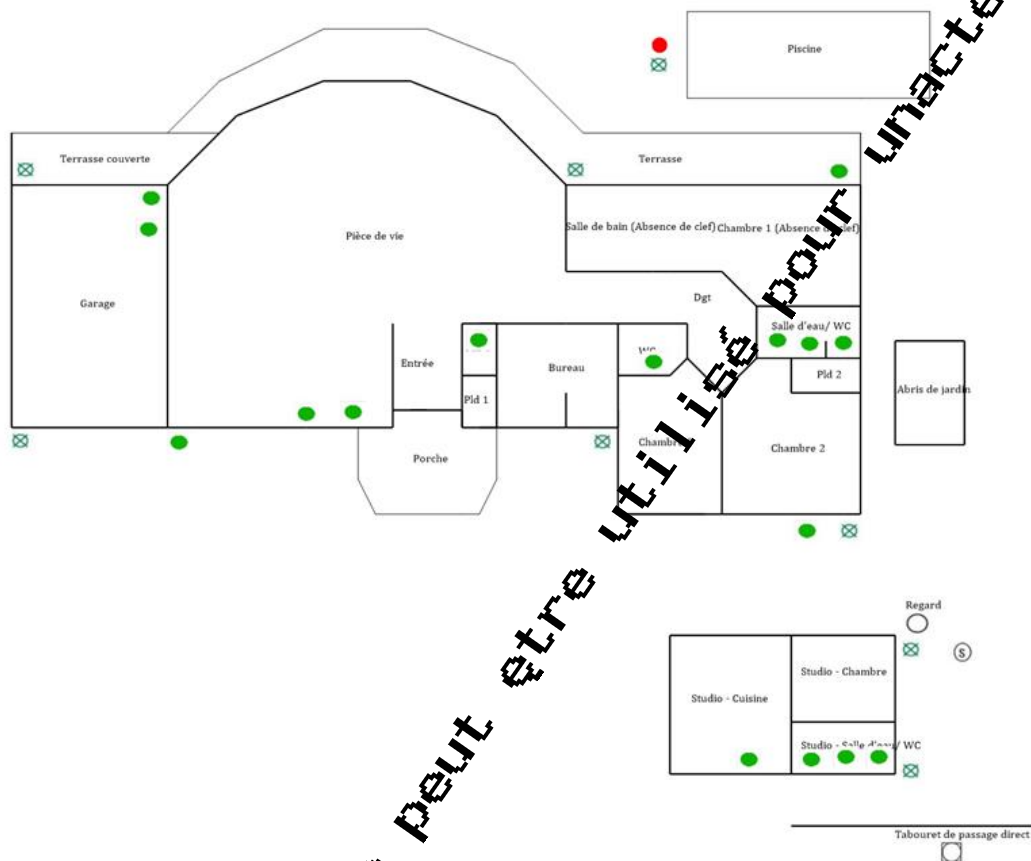 Piscine
Terrasse couverte
Terrasse
Salle de bain (Absence de clef)
Chambre 1 (Absence de clef)
Pièce de vie
Garage
Dgt
Salle d'eau/ WC
Entrée
Bureau
WC
Pld 2
Pld 1
Abris de jardin
Chambre
Chambre 2
Porche
Regard
S
Studio - Chambre
Studio - Cuisine
Studio - Salle d'eau/ WC
Tabouret de passage direct
peut etre utilisé pour unacte